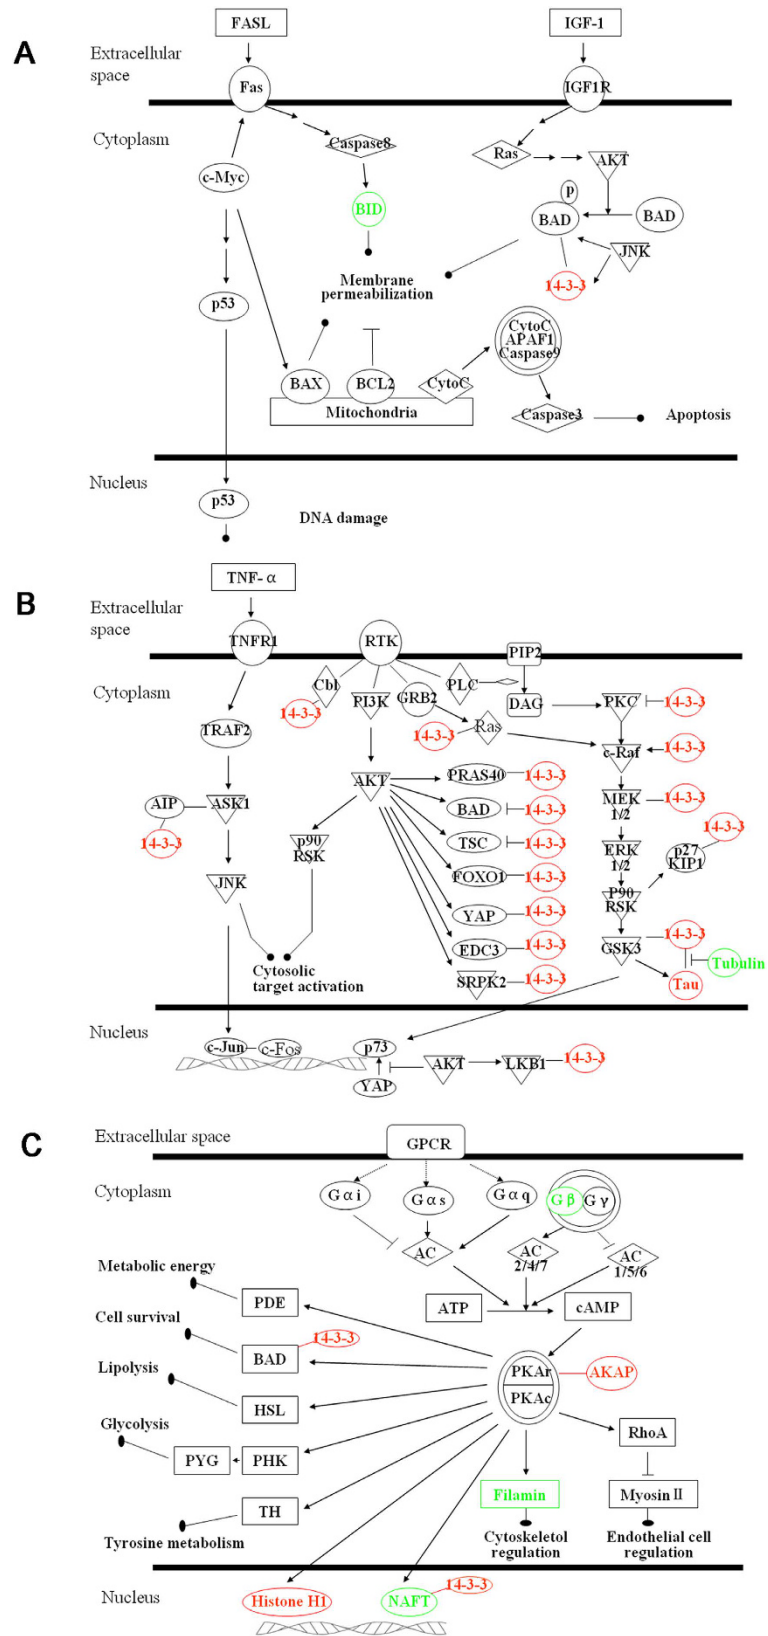 A
FASL
IGF-1
Extracellular
space
Fas
IGF1R
Cytoplasm
Caspase8
Ras
AKT
c-Myc
BID
p
BAD
BAD
JNK
14-3-3
Membrane
permeabilization
p53
CytoC
APAF1
Caspase9
BAX
BCL2
CytoC
Mitochondria
Caspase3
Apoptosis
Nucleus
p53
DNA damage
B
TNF- α
Extracellular
space
TNFR1
RTK
PIP2
Cytoplasm
Cbl
PI3K
GRB2
PLC
DAG
PKC
14-3-3
14-3-3
TRAF2
14-3-3
Ras
c-Raf
14-3-3
AKT
PRAS40
14-3-3
AIP
ASK1
BAD
14-3-3
MEK
1/2
14-3-3
14-3-3
p90
RSK
TSC
14-3-3
ERK
1/2
p27
KIP1
14-3-3
JNK
FOXO1
14-3-3
P90
RSK
YAP
14-3-3
EDC3
14-3-3
GSK3
14-3-3
Tubulin
Cytosolic
target activation
SRPK2
14-3-3
Tau
Nucleus
c-Jun
c-Fos
p73
YAP
AKT
LKB1
14-3-3
C
Extracellular space
GPCR
Cytoplasm
Gαi
Gαs
Gαq
Gβ
Gγ
AC
AC
2/4/7
AC
1/5/6
Metabolic energy
PDE
ATP
cAMP
Cell survival
BAD
14-3-3
PKAr
AKAP
PKAc
Lipolysis
HSL
Glycolysis
PYG
PHK
RhoA
TH
Filamin
Myosin II
Tyrosine metabolism
Cytoskeletol
regulation
Endothelial cell
regulation
Nucleus
Histone H1
NAFT
14-3-3